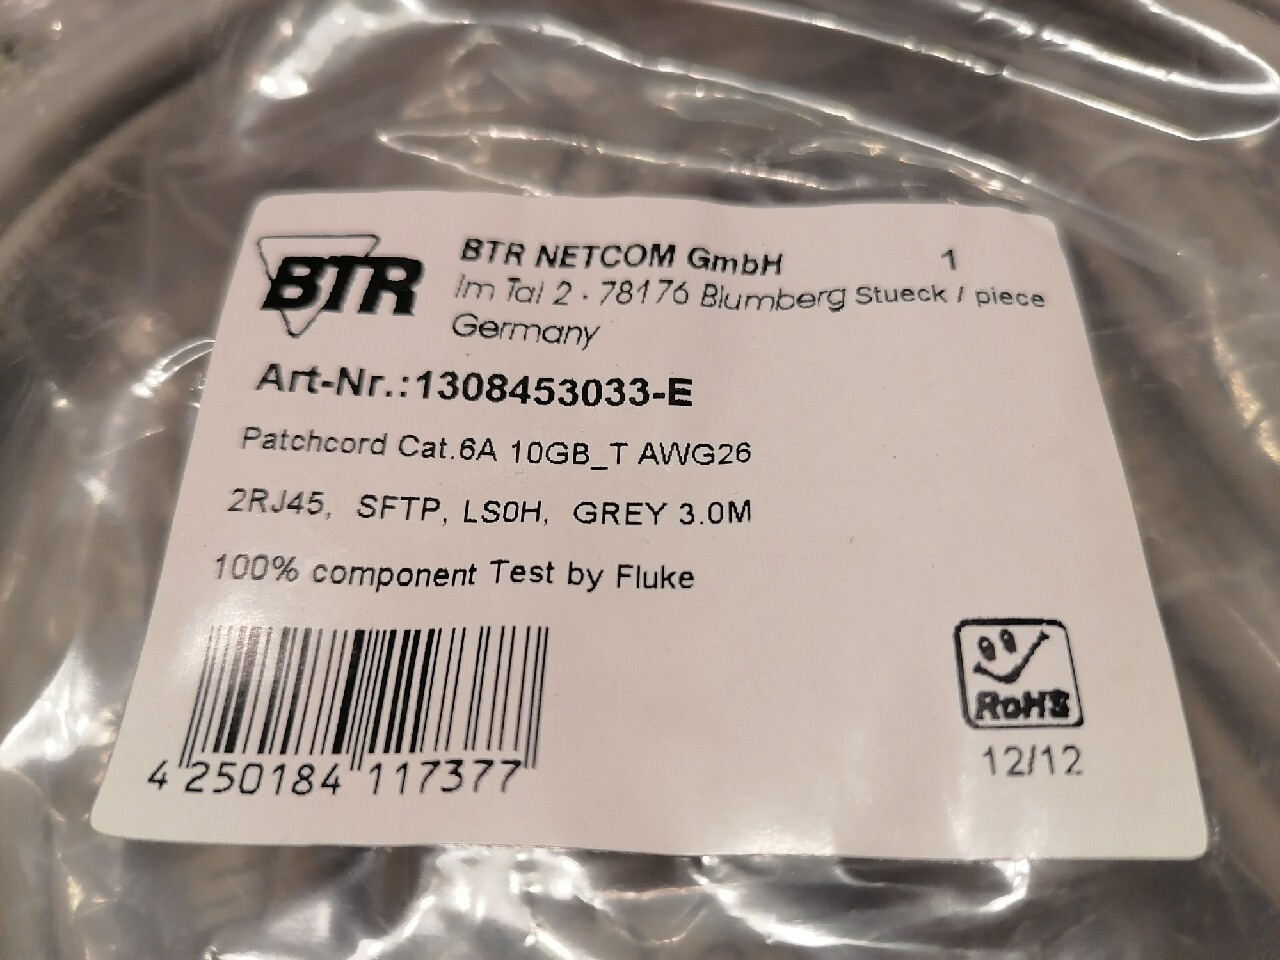 BTR
BTR NETCOM GmbH
Im Tal 2 · 78176 Blumberg
Germany
1
Stueck / piece
Art-Nr.:1308453033-E
Patchcord Cat.6A 10GB_T AWG26
2RJ45, SFTP, LS0H, GREY 3.0M
100% component Test by Fluke
4 250184 117377
RoHS
12/12